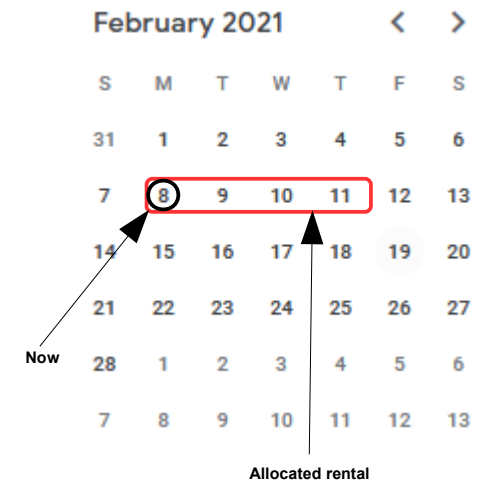 February 2021
S M T W T F S
31 1 2 3 4 5 6
7 8 9 10 11 12 13
14 15 16 17 18 19 20
21 22 23 24 25 26 27
Now
28 1 2 3 4 5 6
7 8 9 10 11 12 13
Allocated rental